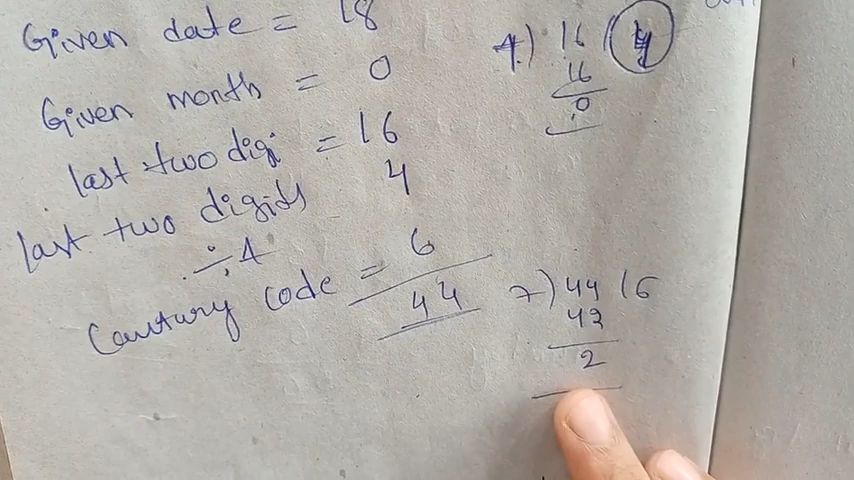 Given date = 18
Given month = 0
last two digi = 16
last two digits 4
÷4
Cantury code = 6
44
4) 16 ( 4
16
0
7) 44 ( 6
42
2